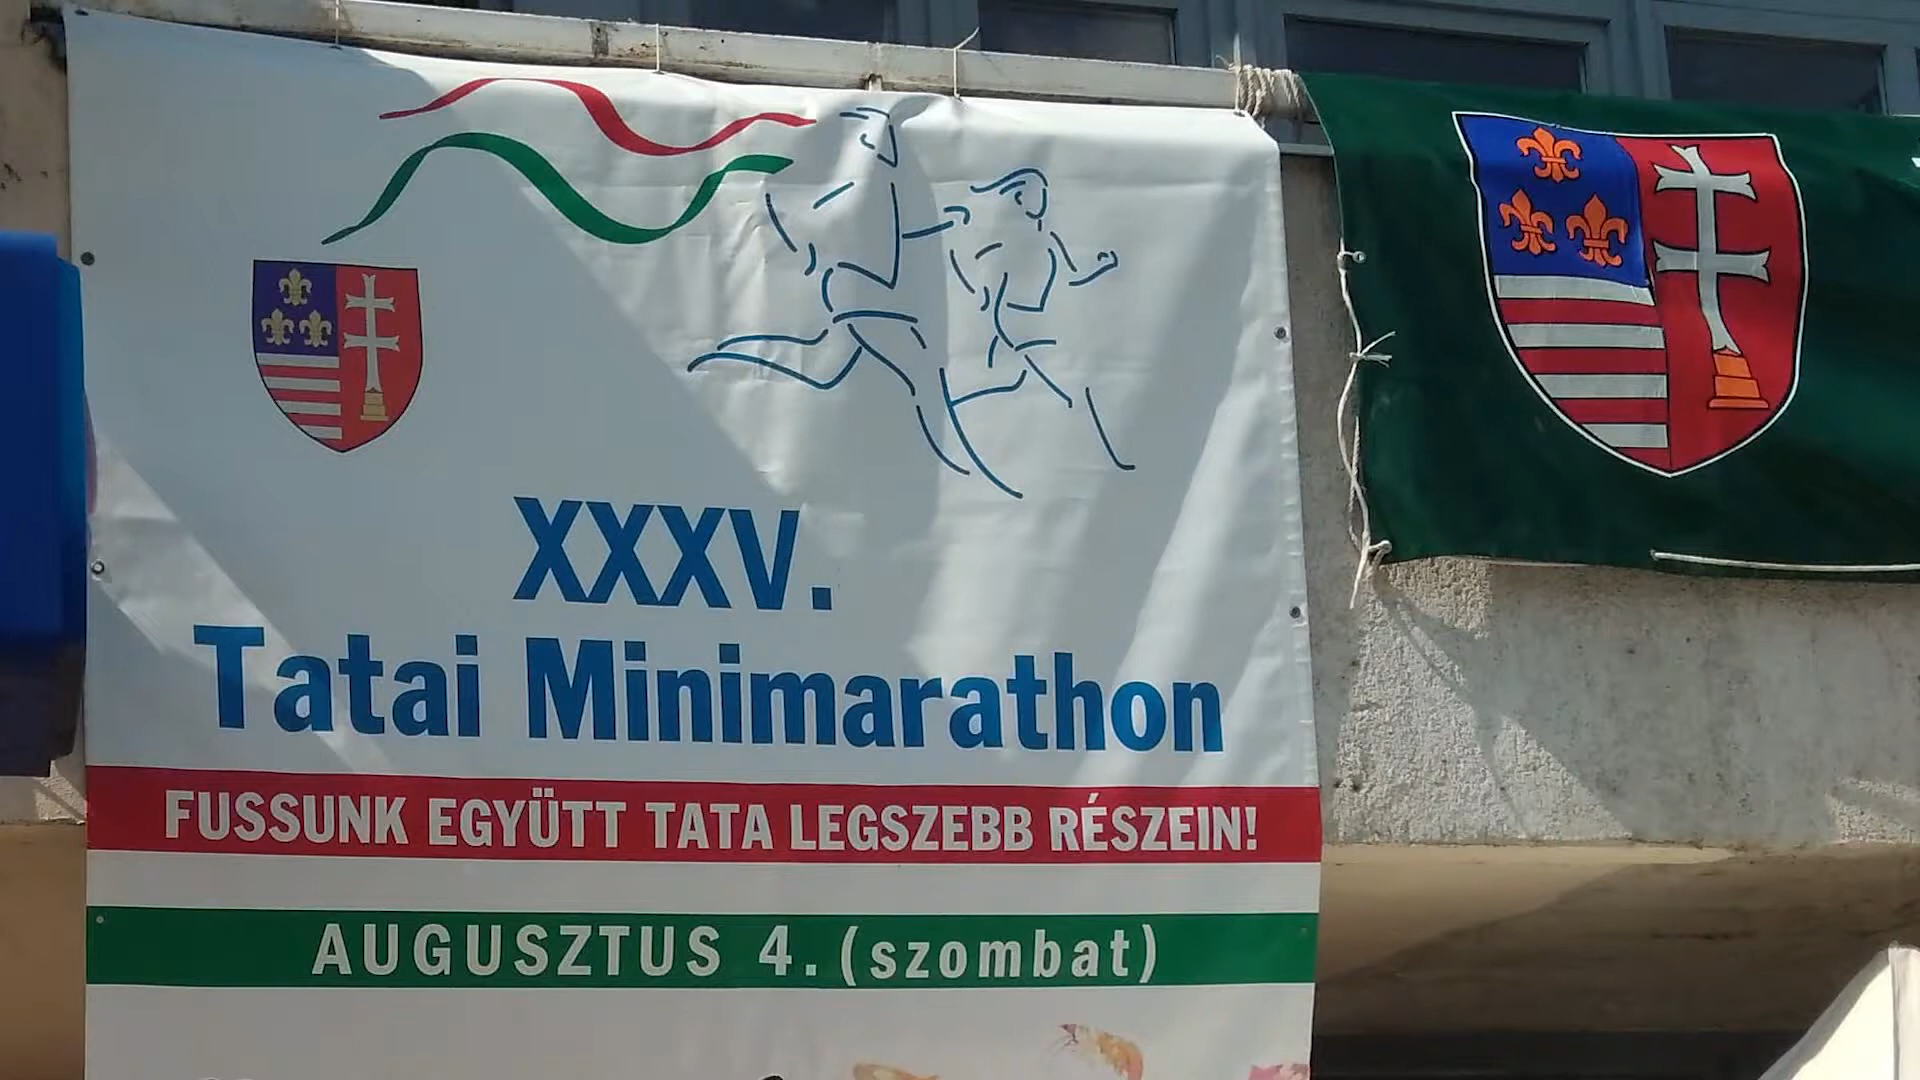 XXXV.
Tatai Minimarathon
FUSSUNK EGYÜTT TATA LEGSZEBB RÉSZEIN!
AUGUSZTUS 4. (szombat)